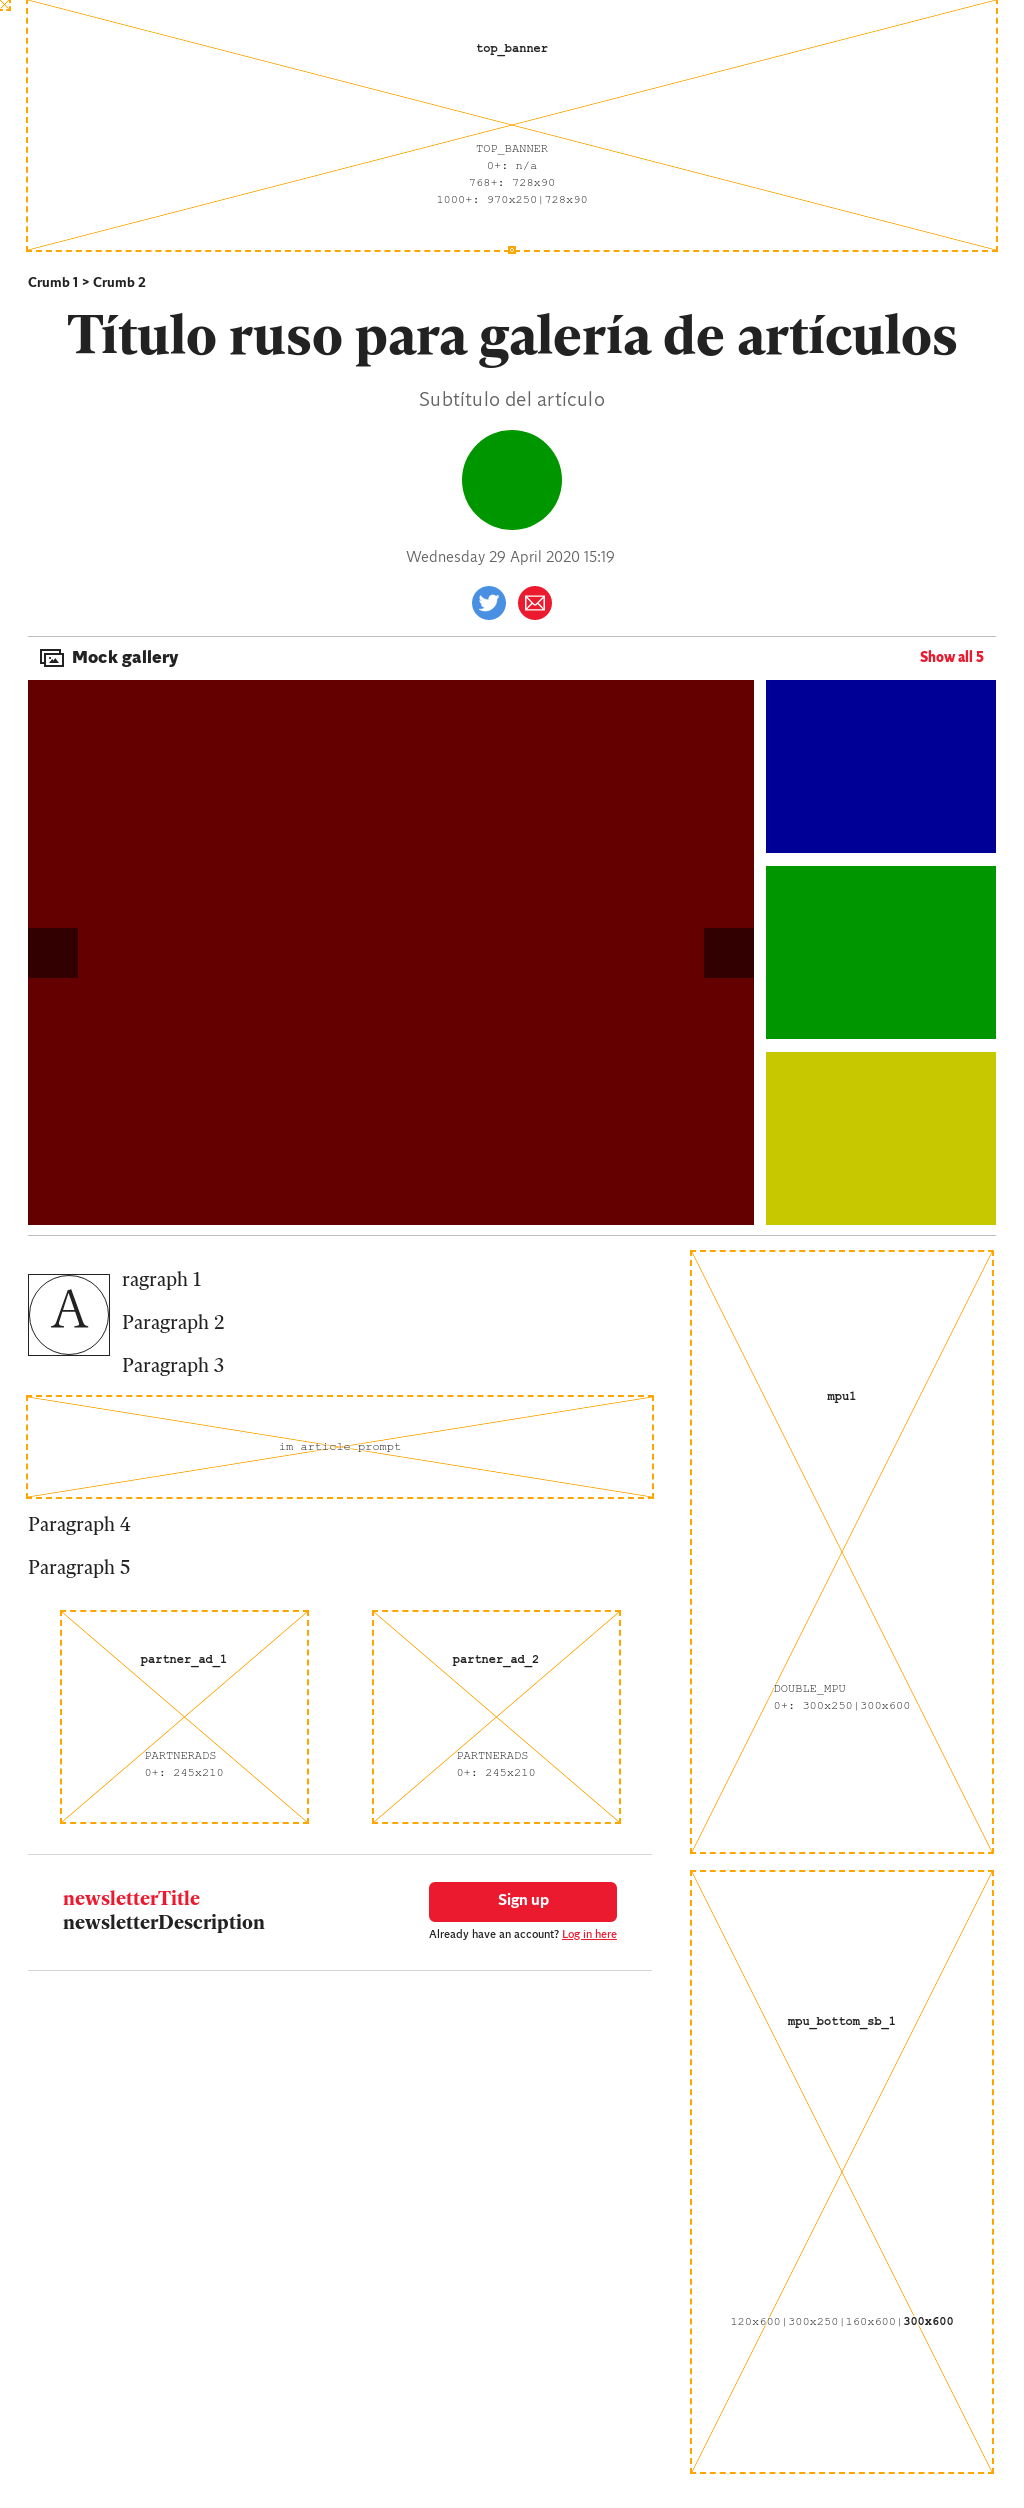 top_banner
TOP_BANNER
0+: n/a
768+: 728x90
1000+: 970x250|728x90
Crumb 1 > Crumb 2
Título ruso para galería de artículos
Subtítulo del artículo
Wednesday 29 April 2020 15:19
Mock gallery
Show all 5
A
ragraph 1
Paragraph 2
Paragraph 3
im_article_prompt
Paragraph 4
Paragraph 5
partner_ad_1
PARTNERADS
0+: 245x210
partner_ad_2
PARTNERADS
0+: 245x210
newsletterTitle
newsletterDescription
Sign up
Already have an account? Log in here
mpu1
DOUBLE_MPU
0+: 300x250|300x600
mpu_bottom_sb_1
120x600|300x250|160x600|300x600